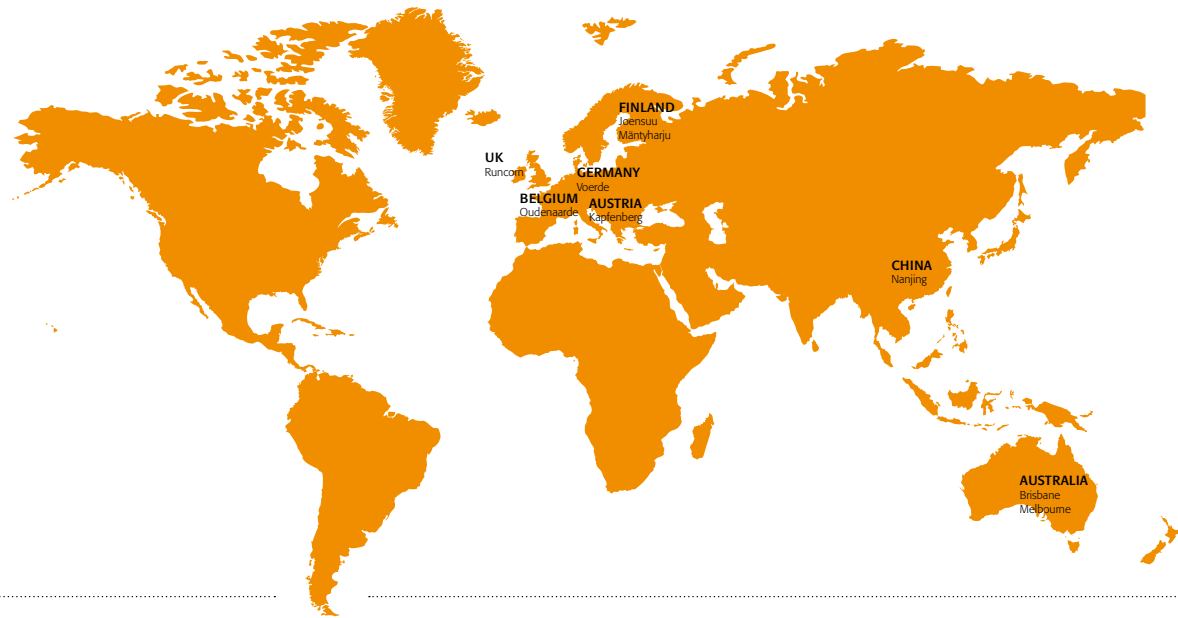 FINLAND
Joensuu
Mäntyharju
UK
Runcorn
GERMANY
Voerde
BELGIUM
Oudenaarde
AUSTRIA
Kapfenberg
CHINA
Nanjing
AUSTRALIA
Brisbane
Melbourne